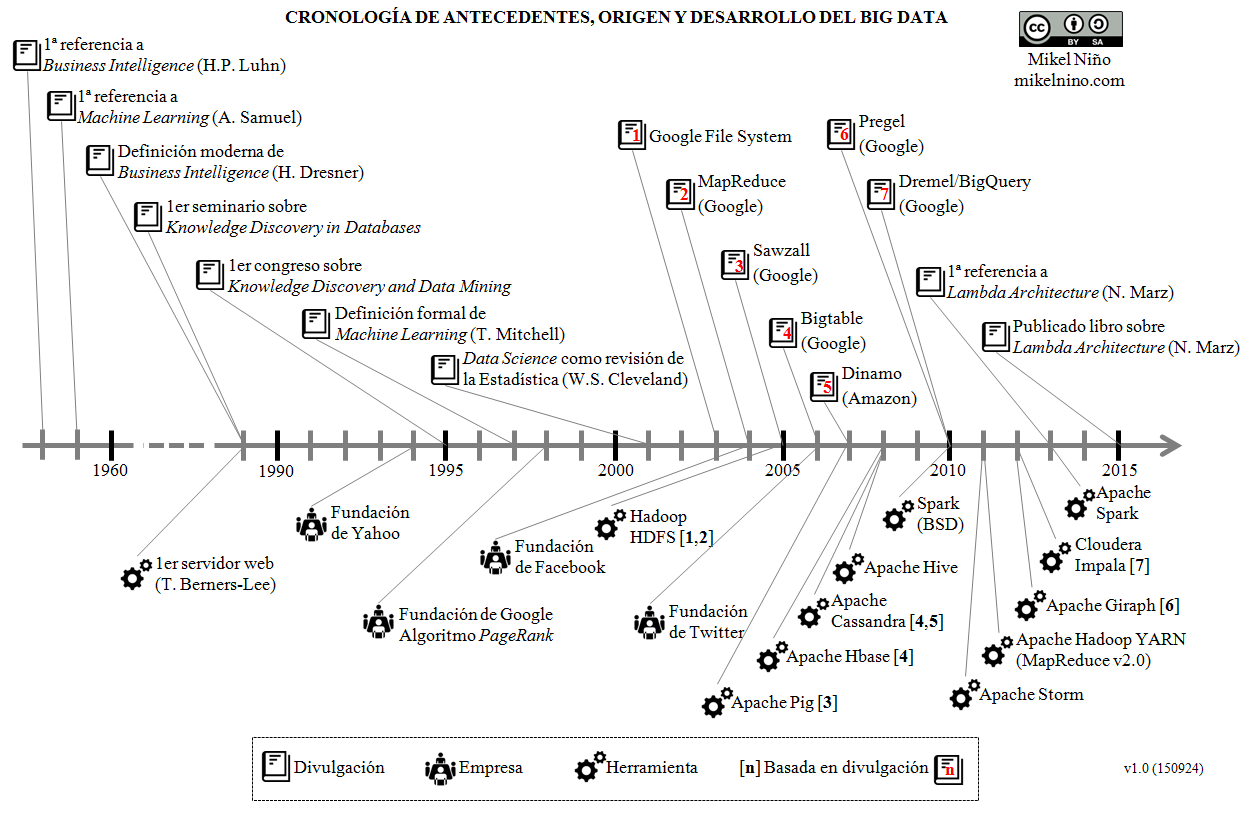 CRONOLOGÍA DE ANTECEDENTES, ORIGEN Y DESARROLLO DEL BIG DATA
cc
BY SA
Mikel Niño
mikelnino.com
1ª referencia a
Business Intelligence (H.P. Luhn)
1ª referencia a
Machine Learning (A. Samuel)
Definición moderna de
Business Intelligence (H. Dresner)
1er seminario sobre
Knowledge Discovery in Databases
1er congreso sobre
Knowledge Discovery and Data Mining
Definición formal de
Machine Learning (T. Mitchell)
Data Science como revisión de
la Estadística (W.S. Cleveland)
1
Google File System
2
MapReduce
(Google)
3
Sawzall
(Google)
4
Bigtable
(Google)
5
Dinamo
(Amazon)
6
Pregel
(Google)
7
Dremel/BigQuery
(Google)
1ª referencia a
Lambda Architecture (N. Marz)
Publicado libro sobre
Lambda Architecture (N. Marz)
1960
1990
1995
2000
2005
2010
2015
1er servidor web
(T. Berners-Lee)
Fundación
de Yahoo
Fundación de Google
Algoritmo PageRank
Fundación
de Facebook
Hadoop
HDFS [1,2]
Fundación
de Twitter
Apache Pig [3]
Apache Hbase [4]
Apache
Cassandra [4,5]
Apache Hive
Spark
(BSD)
Apache Storm
Apache Hadoop YARN
(MapReduce v2.0)
Apache Giraph [6]
Cloudera
Impala [7]
Apache
Spark
Divulgación
Empresa
Herramienta
[n] Basada en divulgación
n
v1.0 (150924)